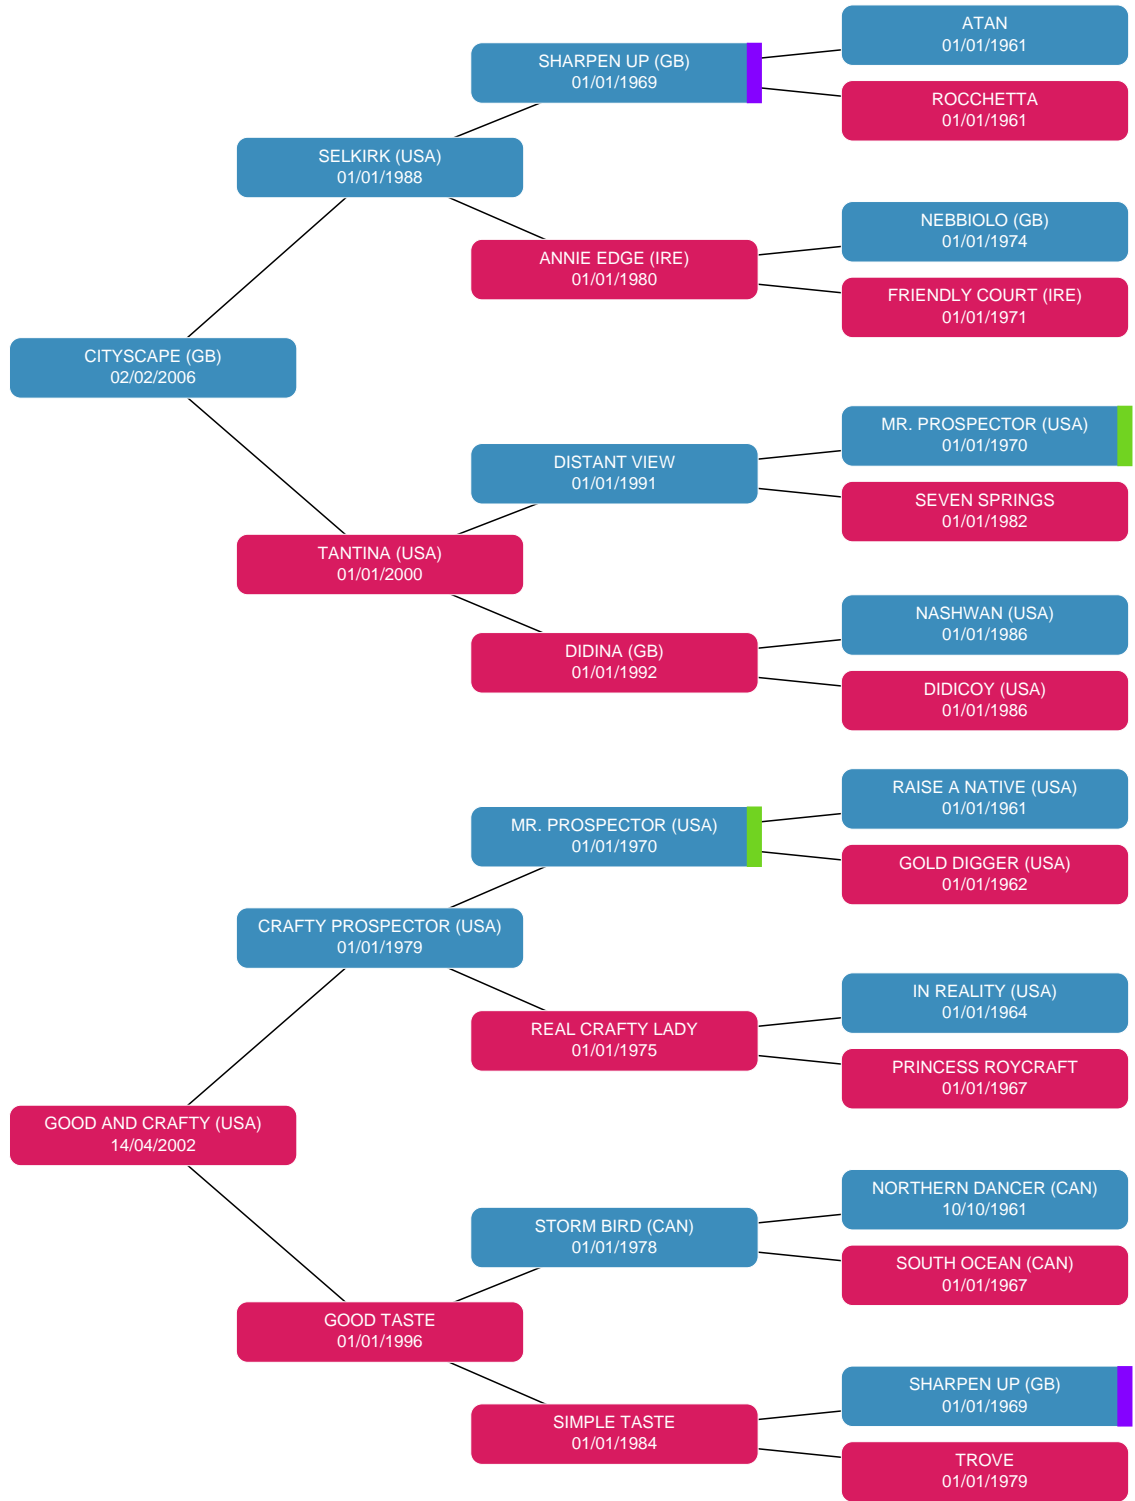 ATAN
01/01/1961
SHARPEN UP (GB)
01/01/1969
ROCCHETTA
01/01/1961
SELKIRK (USA)
01/01/1988
NEBBIOLO (GB)
01/01/1974
ANNIE EDGE (IRE)
01/01/1980
FRIENDLY COURT (IRE)
01/01/1971
CITYSCAPE (GB)
02/02/2006
MR. PROSPECTOR (USA)
01/01/1970
DISTANT VIEW
01/01/1991
SEVEN SPRINGS
01/01/1982
TANTINA (USA)
01/01/2000
NASHWAN (USA)
01/01/1986
DIDINA (GB)
01/01/1992
DIDICOY (USA)
01/01/1986
RAISE A NATIVE (USA)
01/01/1961
MR. PROSPECTOR (USA)
01/01/1970
GOLD DIGGER (USA)
01/01/1962
CRAFTY PROSPECTOR (USA)
01/01/1979
IN REALITY (USA)
01/01/1964
REAL CRAFTY LADY
01/01/1975
PRINCESS ROYCRAFT
01/01/1967
GOOD AND CRAFTY (USA)
14/04/2002
NORTHERN DANCER (CAN)
10/10/1961
STORM BIRD (CAN)
01/01/1978
SOUTH OCEAN (CAN)
01/01/1967
GOOD TASTE
01/01/1996
SHARPEN UP (GB)
01/01/1969
SIMPLE TASTE
01/01/1984
TROVE
01/01/1979